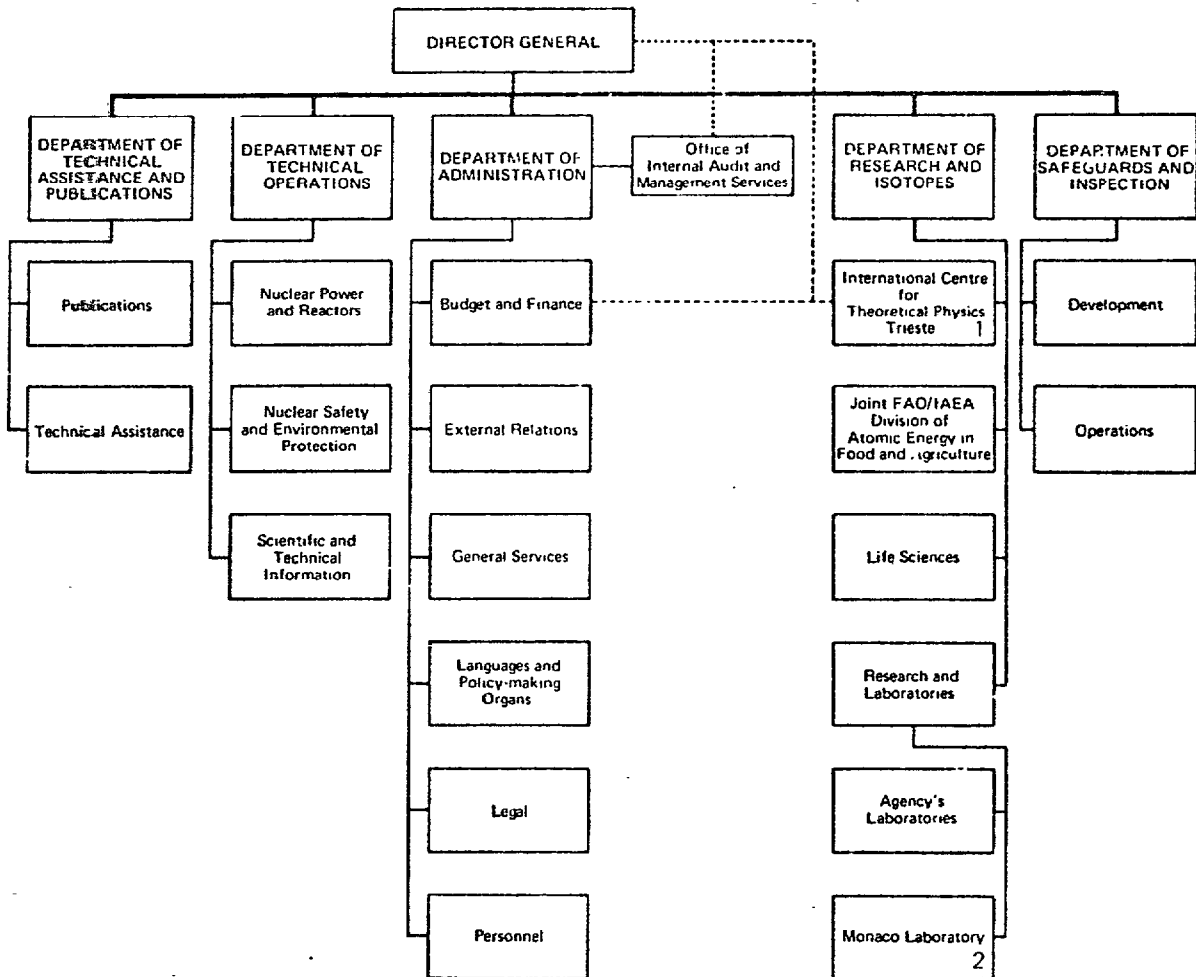 DIRECTOR GENERAL
DEPARTMENT OF
TECHNICAL
ASSISTANCE AND
PUBLICATIONS
DEPARTMENT OF
TECHNICAL
OPERATIONS
DEPARTMENT OF
ADMINISTRATION
Office of
Internal Audit and
Management Services
DEPARTMENT OF
RESEARCH AND
ISOTOPES
DEPARTMENT OF
SAFEGUARDS AND
INSPECTION
Publications
Nuclear Power
and Reactors
Budget and Finance
International Centre
for
Theoretical Physics
Trieste
1
Development
Technical Assistance
Nuclear Safety
and Environmental
Protection
External Relations
Joint FAO/IAEA
Division of
Atomic Energy in
Food and Agriculture
Operations
Scientific and
Technical
Information
General Services
Life Sciences
Languages and
Policy-making
Organs
Research and
Laboratories
Legal
Agency's
Laboratories
Personnel
Monaco Laboratory
2